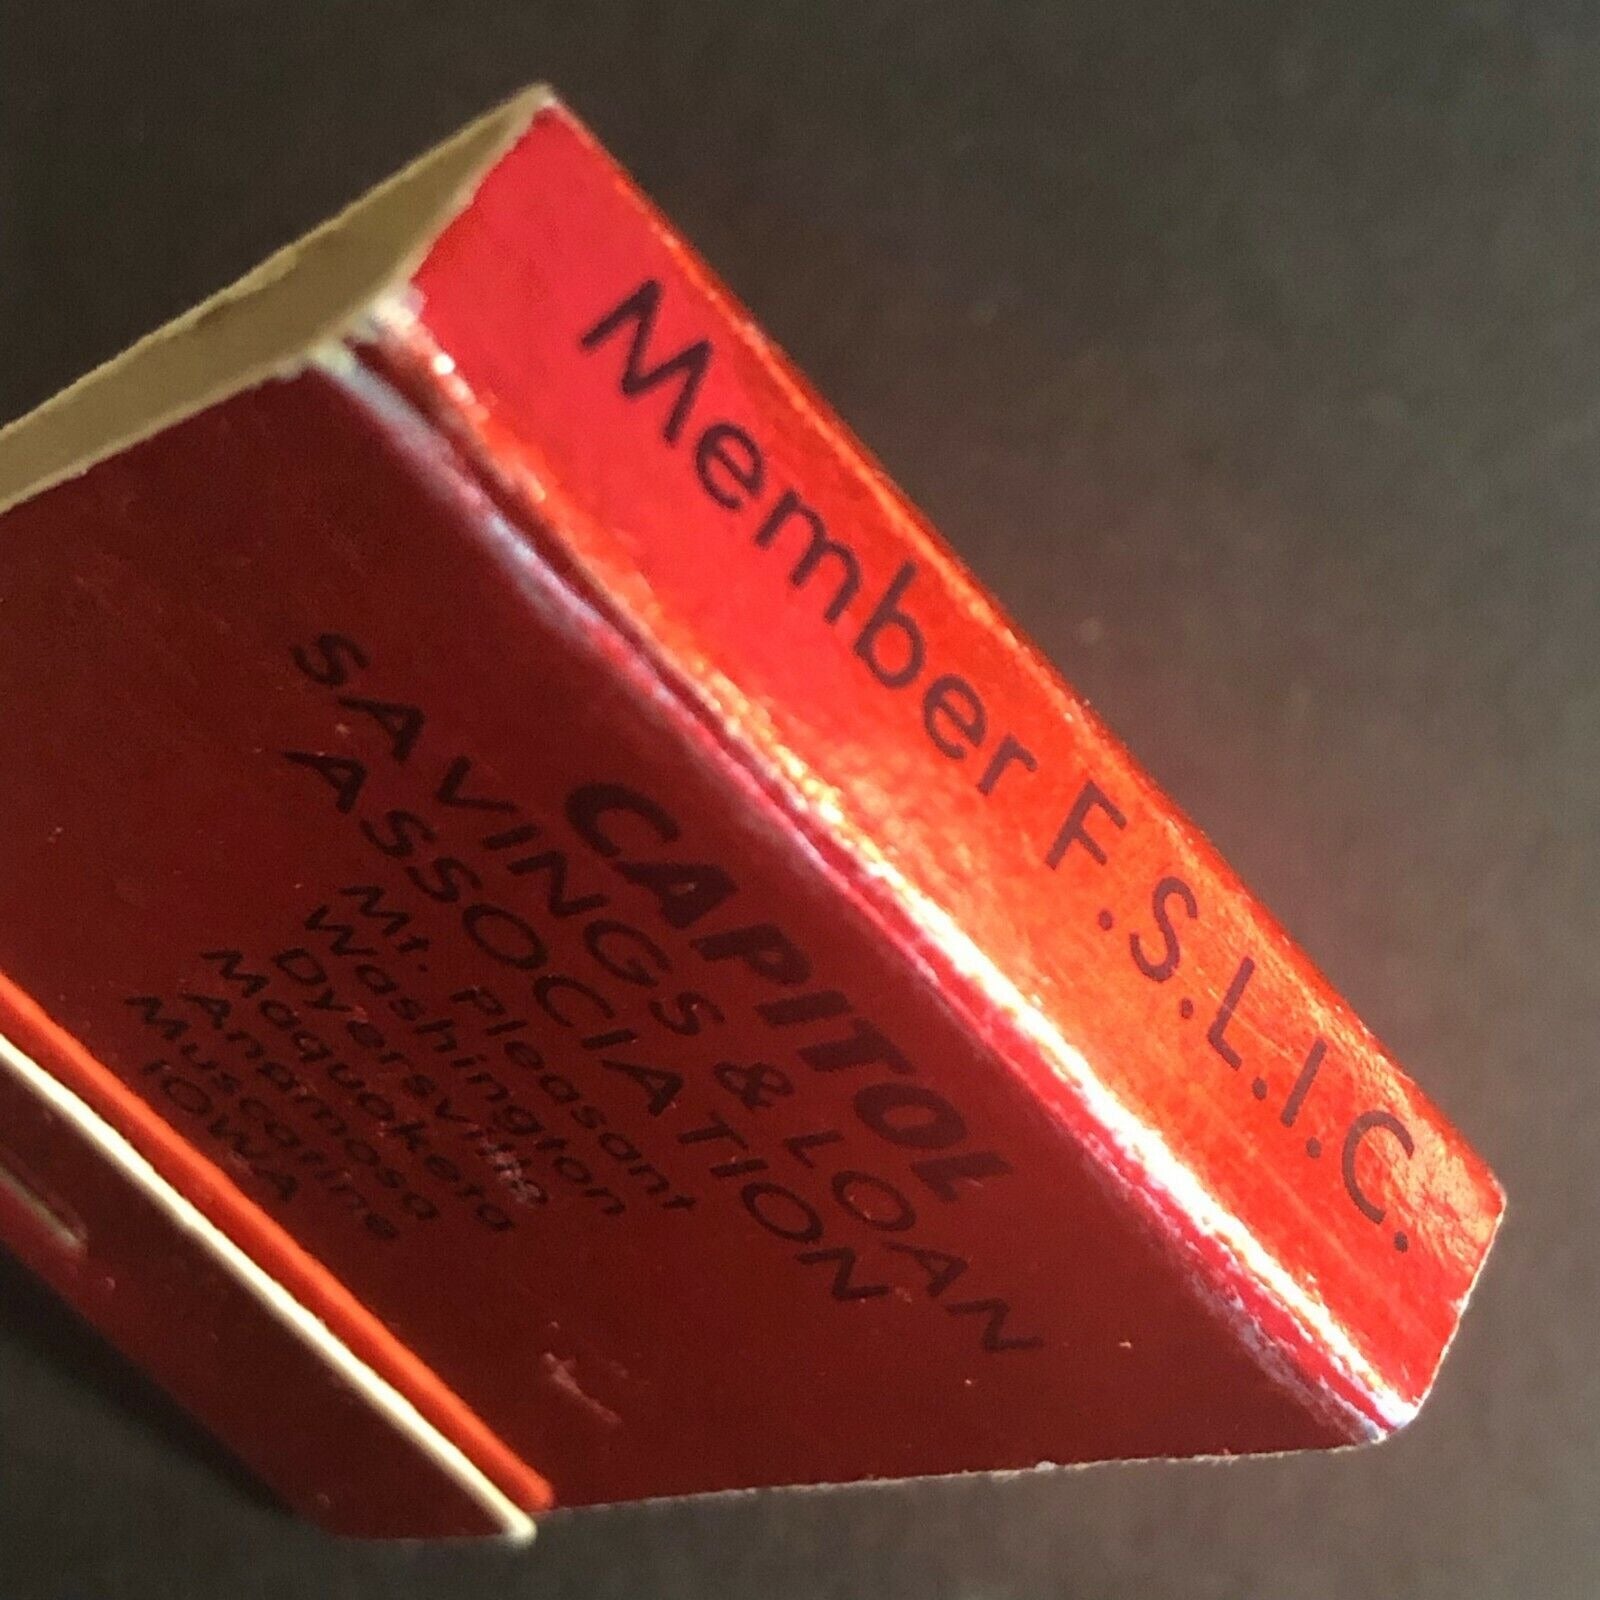 Member F.S.L.I.C.
CAPITOL
SAVINGS & LOAN
ASSOCIATION
Mt. Pleasant
Washington
Dyersville
Maquoketa
Anamosa
Muscatine
IOWA